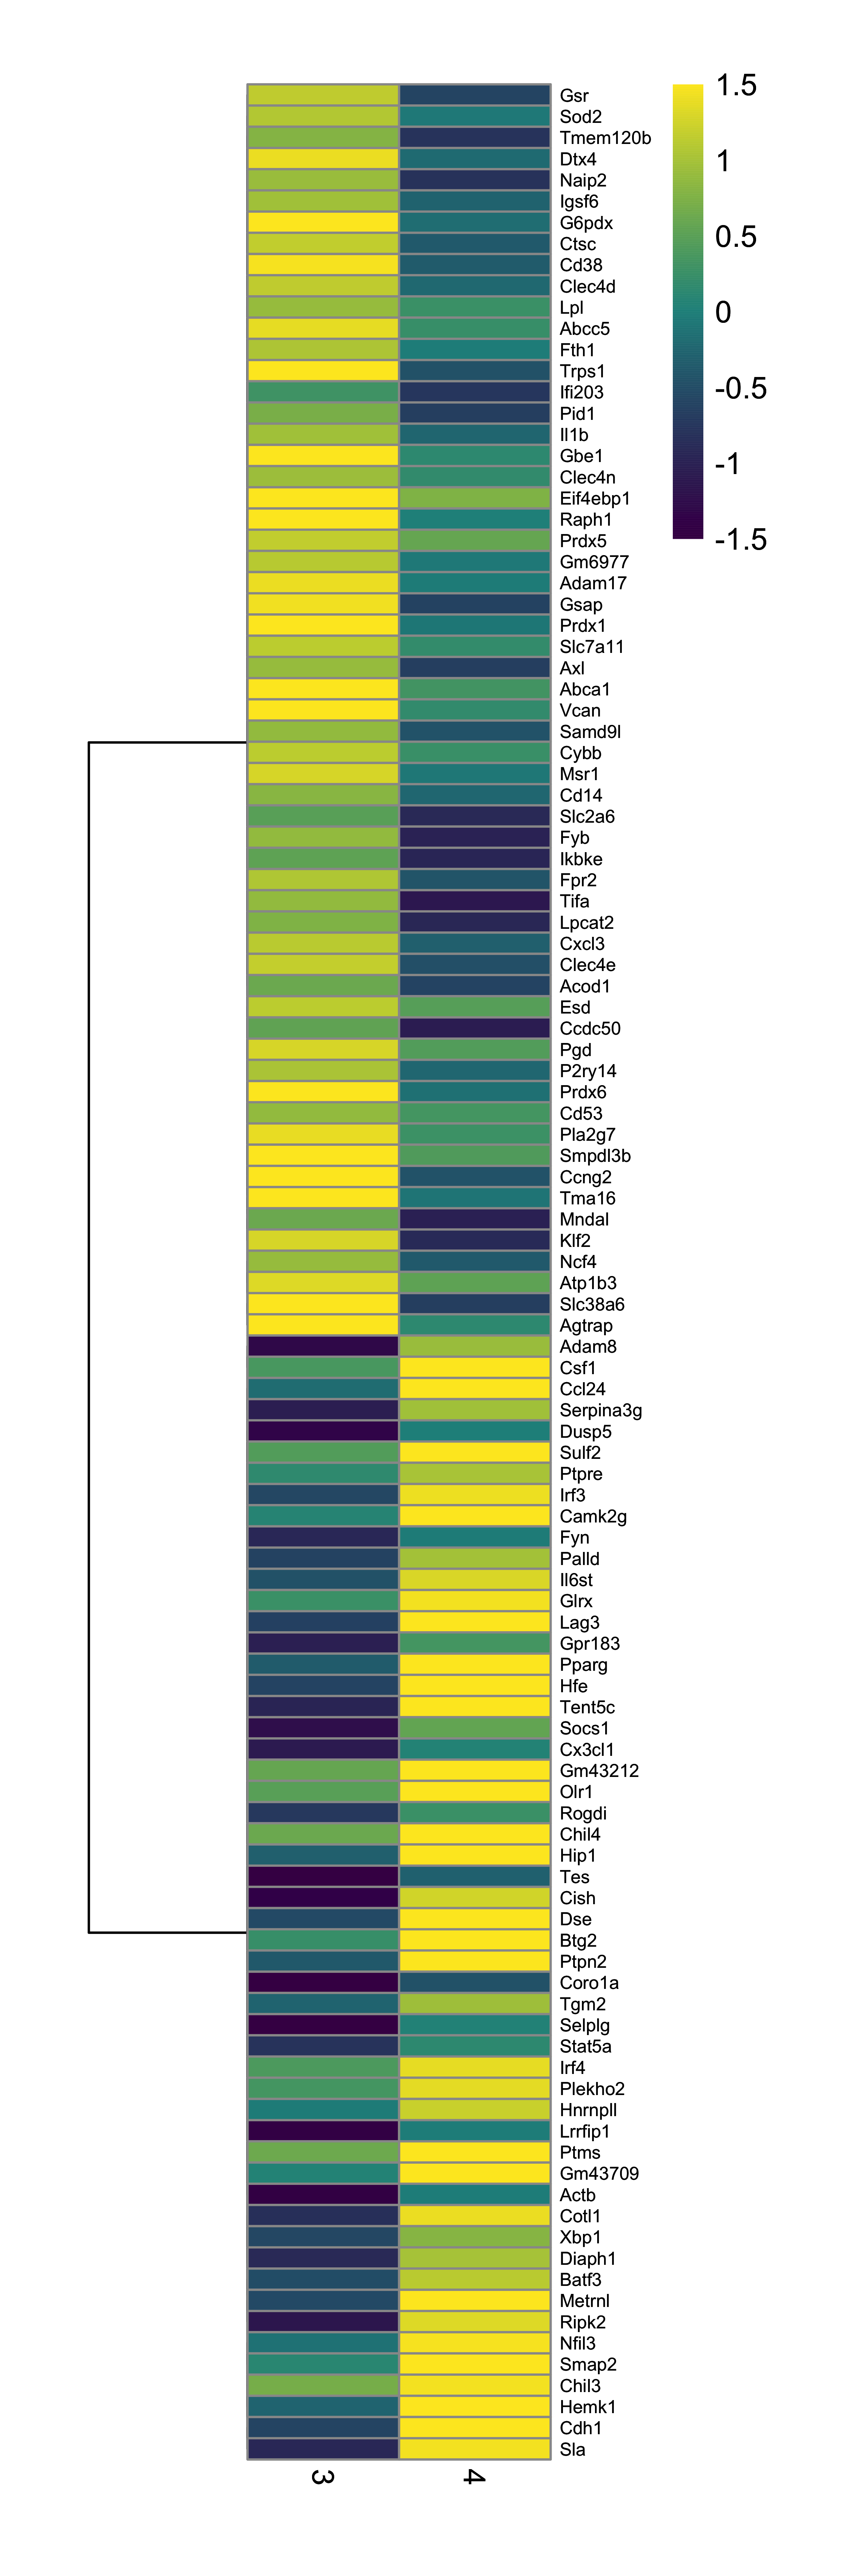 1.5
1
0.5
0
-0.5
-1
-1.5
Gsr
Sod2
Tmem120b
Dtx4
Naip2
Igsf6
G6pdx
Ctsc
Cd38
Clec4d
Lpl
Abcc5
Fth1
Trps1
Ifi203
Pid1
Il1b
Gbe1
Clec4n
Eif4ebp1
Raph1
Prdx5
Gm6977
Adam17
Gsap
Prdx1
Slc7a11
Axl
Abca1
Vcan
Samd9l
Cybb
Msr1
Cd14
Slc2a6
Fyb
Ikbke
Fpr2
Tifa
Lpcat2
Cxcl3
Clec4e
Acod1
Esd
Ccdc50
Pgd
P2ry14
Prdx6
Cd53
Pla2g7
Smpdl3b
Ccng2
Tma16
Mndal
Klf2
Ncf4
Atp1b3
Slc38a6
Agtrap
Adam8
Csf1
Ccl24
Serpina3g
Dusp5
Sulf2
Ptpre
Irf3
Camk2g
Fyn
Palld
Il6st
Glrx
Lag3
Gpr183
Pparg
Hfe
Tent5c
Socs1
Cx3cl1
Gm43212
Olr1
Rogdi
Chil4
Hip1
Tes
Cish
Dse
Btg2
Ptpn2
Coro1a
Tgm2
Selplg
Stat5a
Irf4
Plekho2
Hnrnpll
Lrrfip1
Ptms
Gm43709
Actb
Cotl1
Xbp1
Diaph1
Batf3
Metrnl
Ripk2
Nfil3
Smap2
Chil3
Hemk1
Cdh1
Sla
3
4